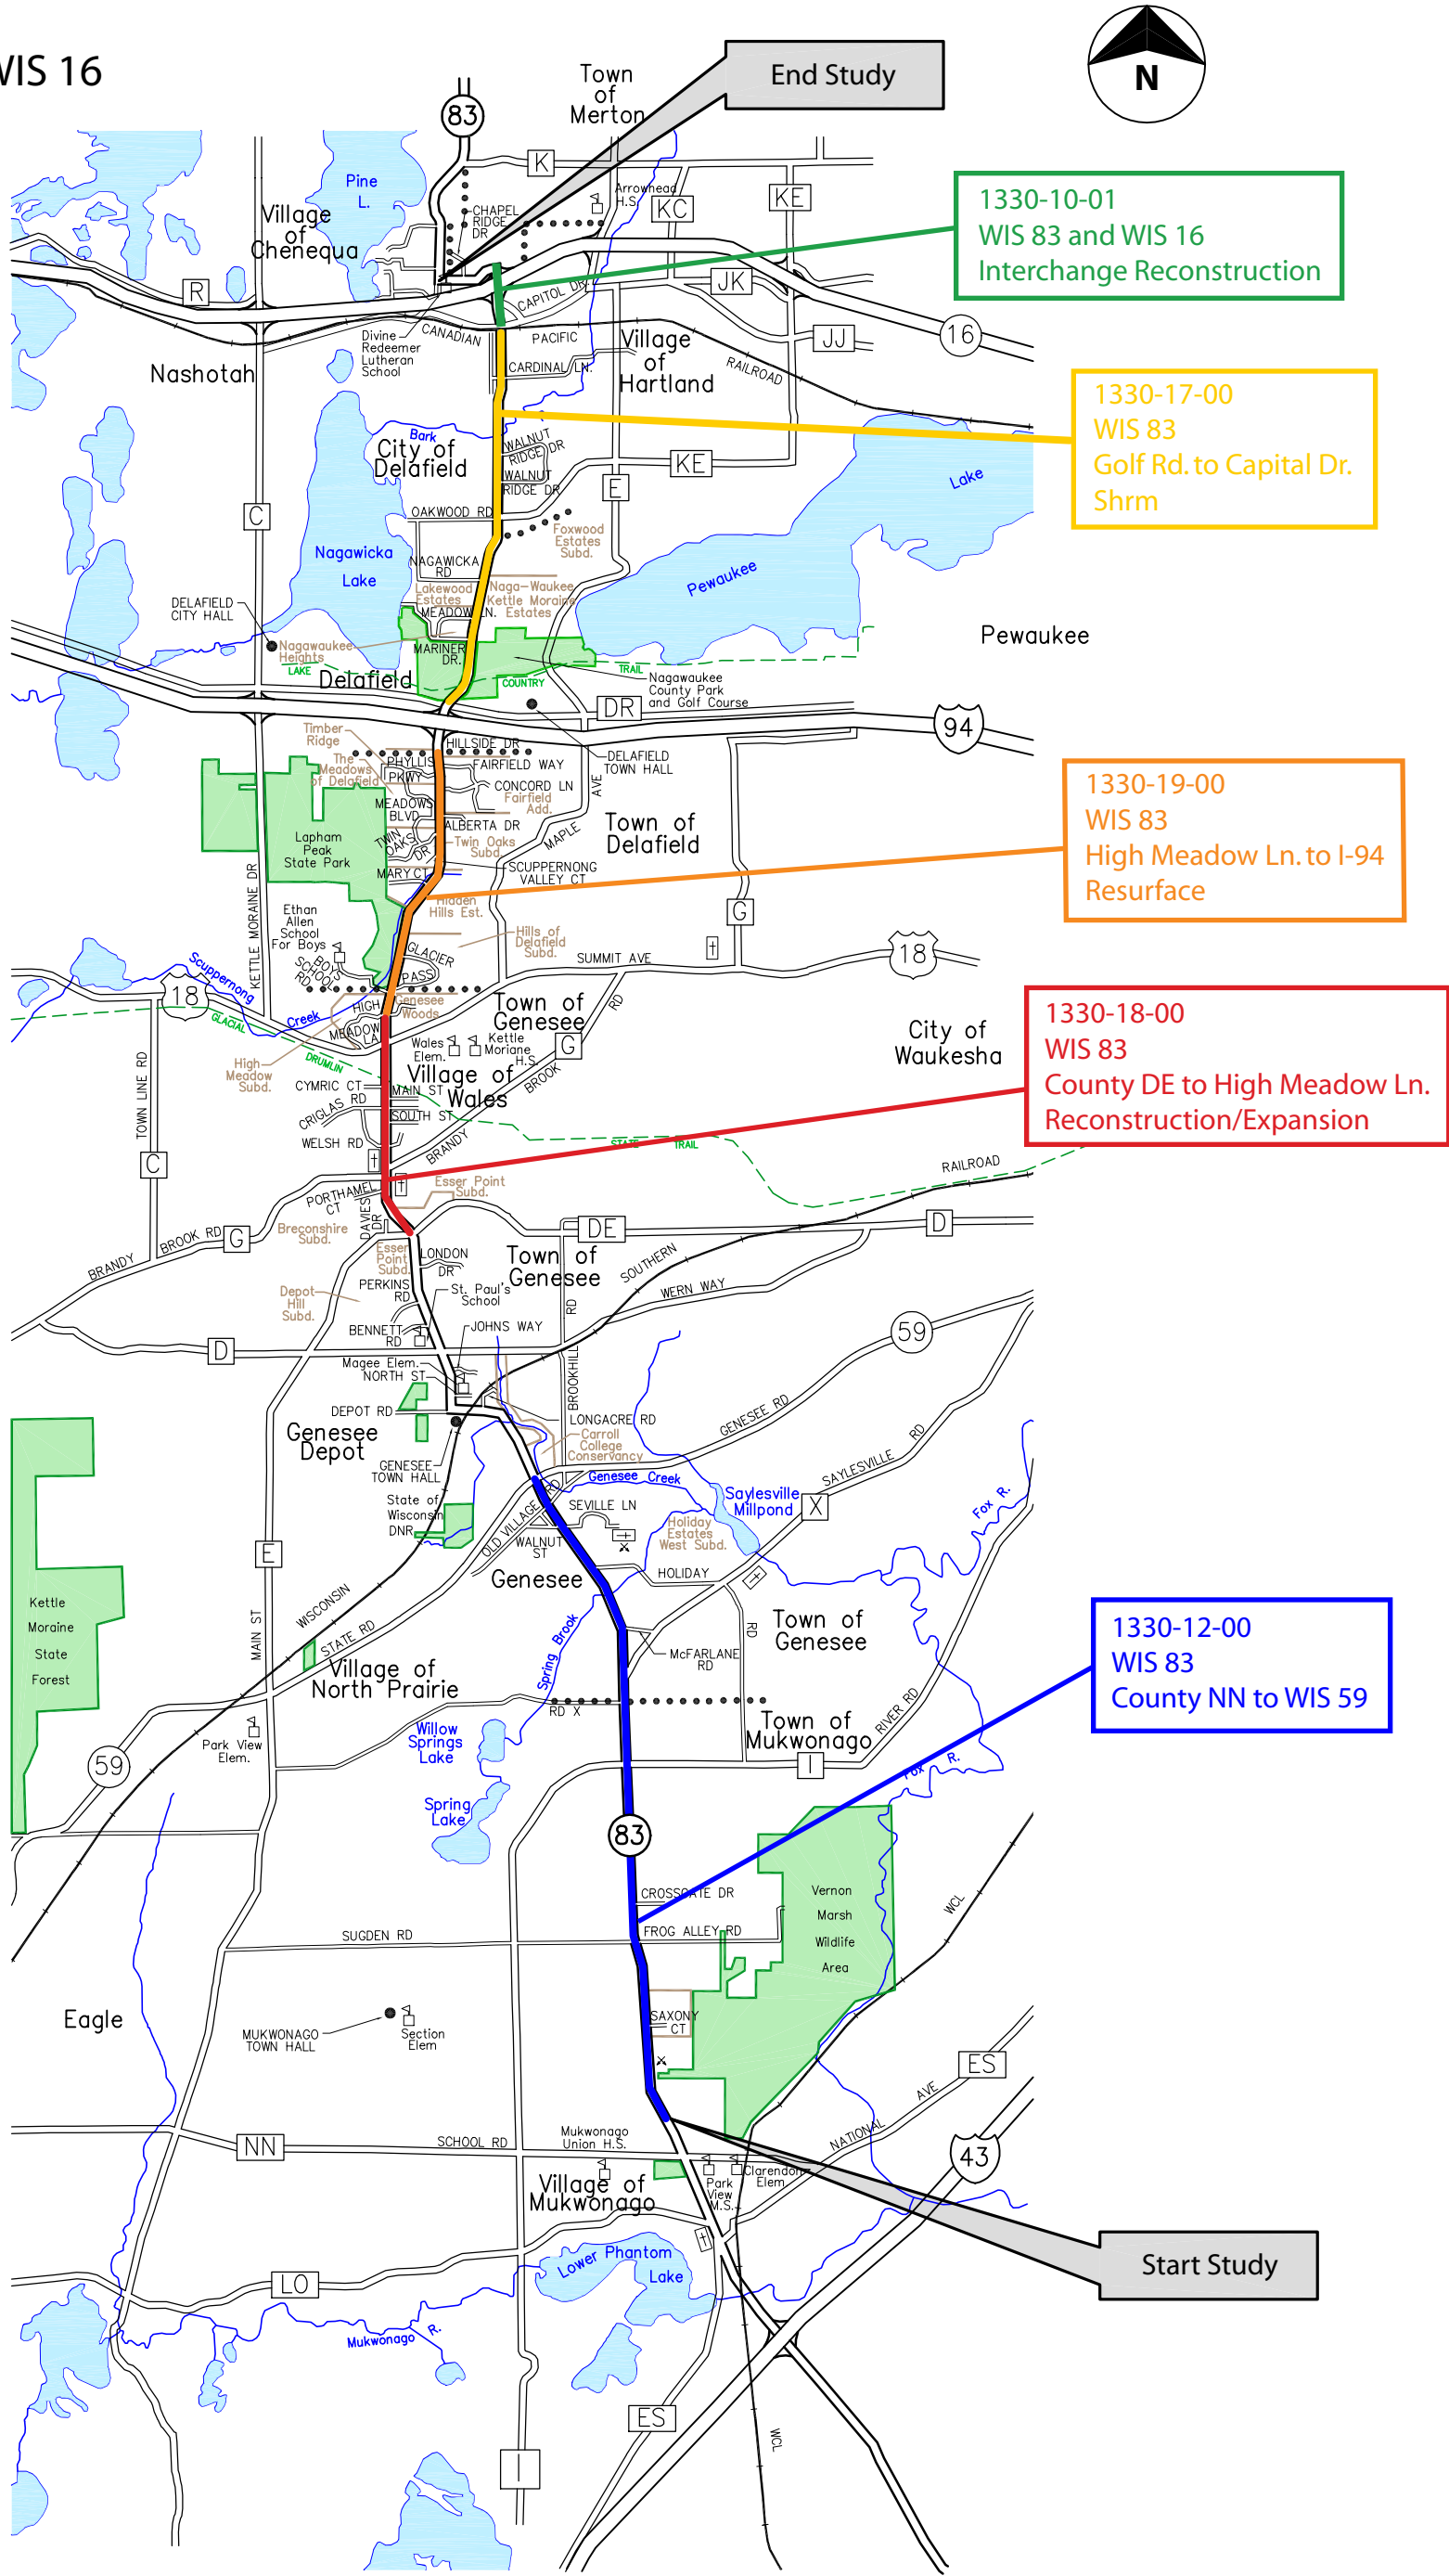 WIS 16
End Study
N
83
Town
of
Merton
K
Arrowhead
H.S.
KC
KE
Pine
L.
CHAPEL
RIDGE
DR
Village
of
Chenequa
1330-10-01
WIS 83 and WIS 16
Interchange Reconstruction
R
JK
CAPITOL DR.
16
Divine
Redeemer
Lutheran
School
CANADIAN
PACIFIC
RAILROAD
JJ
Village
of
Hartland
Nashotah
CARDINAL LN.
1330-17-00
WIS 83
Golf Rd. to Capital Dr.
Shrm
Bark
City of
Delafield
WALNUT
RIDGE DR
WALNUT
RIDGE DR
KE
E
Lake
C
OAKWOOD RD
Foxwood
Estates
Subd.
Nagawicka
Lake
NAGAWICKA
RD
Pewaukee
Lakewood
Estates
Naga-Waukee
Kettle Moraine
Estates
MEADOW LN.
DELAFIELD
CITY HALL
Nagawaukee
Heights
MARINER
DR.
Pewaukee
LAKE
COUNTRY
TRAIL
Delafield
Nagawaukee
County Park
and Golf Course
DR
94
Timber
Ridge
HILLSIDE DR
The
Meadows
of Delafield
PHYLLIS
PKWY
FAIRFIELD WAY
DELAFIELD
TOWN HALL
CONCORD LN
Fairfield
Add.
AVE
MAPLE
MEADOWS
BLVD
ALBERTA DR
Town of
Delafield
1330-19-00
WIS 83
High Meadow Ln. to I-94
Resurface
Lapham
Peak
State Park
TWIN
OAKS
DR
Twin Oaks
Subd.
MARY CT
SCUPPERNONG
VALLEY CT
Hidden
Hills Est.
KETTLE MORAINE DR
Ethan
Allen
School
For Boys
BOYS
SCHOOL
RD
GLACIER
PASS
Hills of
Delafield
Subd.
G
SUMMIT AVE
18
Scuppernong
Creek
18
GLACIAL
DRUMLIN
HIGH
MEADOW
LA
Genesee
Woods
Town of
Genesee
RD
G
BROOK
BRANDY
City of
Waukesha
1330-18-00
WIS 83
County DE to High Meadow Ln.
Reconstruction/Expansion
High
Meadow
Subd.
Wales
Elem.
Kettle
Moriane
H.S.
Village of
Wales
TOWN LINE RD
CYMRIC CT
MAIN ST
CRIGLAS RD
SOUTH ST
WELSH RD
STATE
TRAIL
C
RAILROAD
PORTHAMEL
CT
DAVIES
DR
Esser Point
Subd.
Breconshire
Subd.
BRANDY
BROOK RD
G
DE
D
Esser
Point
Subd.
LONDON
DR
Town of
Genesee
SOUTHERN
WERN WAY
Depot
Hill
Subd.
PERKINS
RD
St. Paul's
School
RD
BROOKHILL
BENNETT
RD
JOHNS WAY
59
D
Magee Elem.
NORTH ST
DEPOT RD
Genesee
Depot
LONGACRE RD
GENESEE RD
Carroll
College
Conservancy
GENESEE
TOWN HALL
Genesee Creek
SAYLESVILLE
RD
State of
Wisconsin
DNR
OLD VILLAGE RD
SEVILLE LN
WALNUT
ST
Saylesville
Millpond
X
Fox R.
Holiday
Estates
West Subd.
E
Genesee
HOLIDAY
RD
Kettle
Moraine
State
Forest
WISCONSIN
STATE RD
MAIN ST
Spring Brook
McFARLANE
RD
Town of
Genesee
1330-12-00
WIS 83
County NN to WIS 59
Village of
North Prairie
RD X
RIVER RD
Town of
Mukwonago
Park View
Elem.
Willow
Springs
Lake
I
59
Fox R.
Spring
Lake
83
CROSSGATE DR
FROG ALLEY RD
Vernon
Marsh
Wildlife
Area
WCL
SUGDEN RD
Eagle
MUKWONAGO
TOWN HALL
Section
Elem
SAXONY
CT
ES
AVE
NATIONAL
NN
SCHOOL RD
Mukwonago
Union H.S.
43
Village of
Mukwonago
Park
View
M.S.
Clarendon
Elem
Start Study
Lower Phantom
Lake
LO
Mukwonago R.
ES
WCL
I